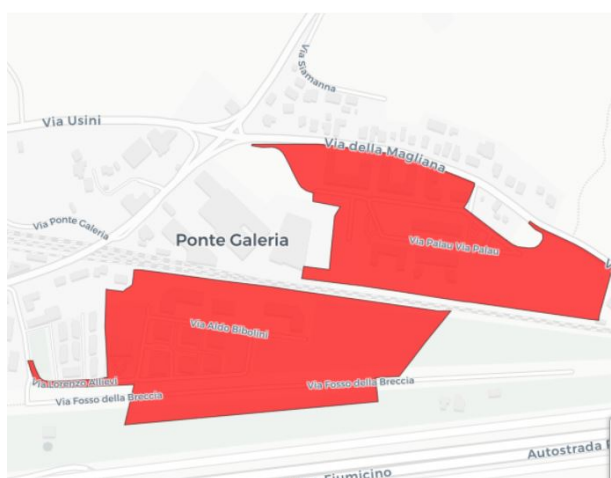 Via Siamanna
Via Usini
Via della Magliana
Via Ponte Galeria
Ponte Galeria
Via Palau Via Palau
Via Aldo Bibolini
Via Lorenzo Allievi
Via Fosso della Breccia
Via Fosso della Breccia
Autostrada
Fiumicino